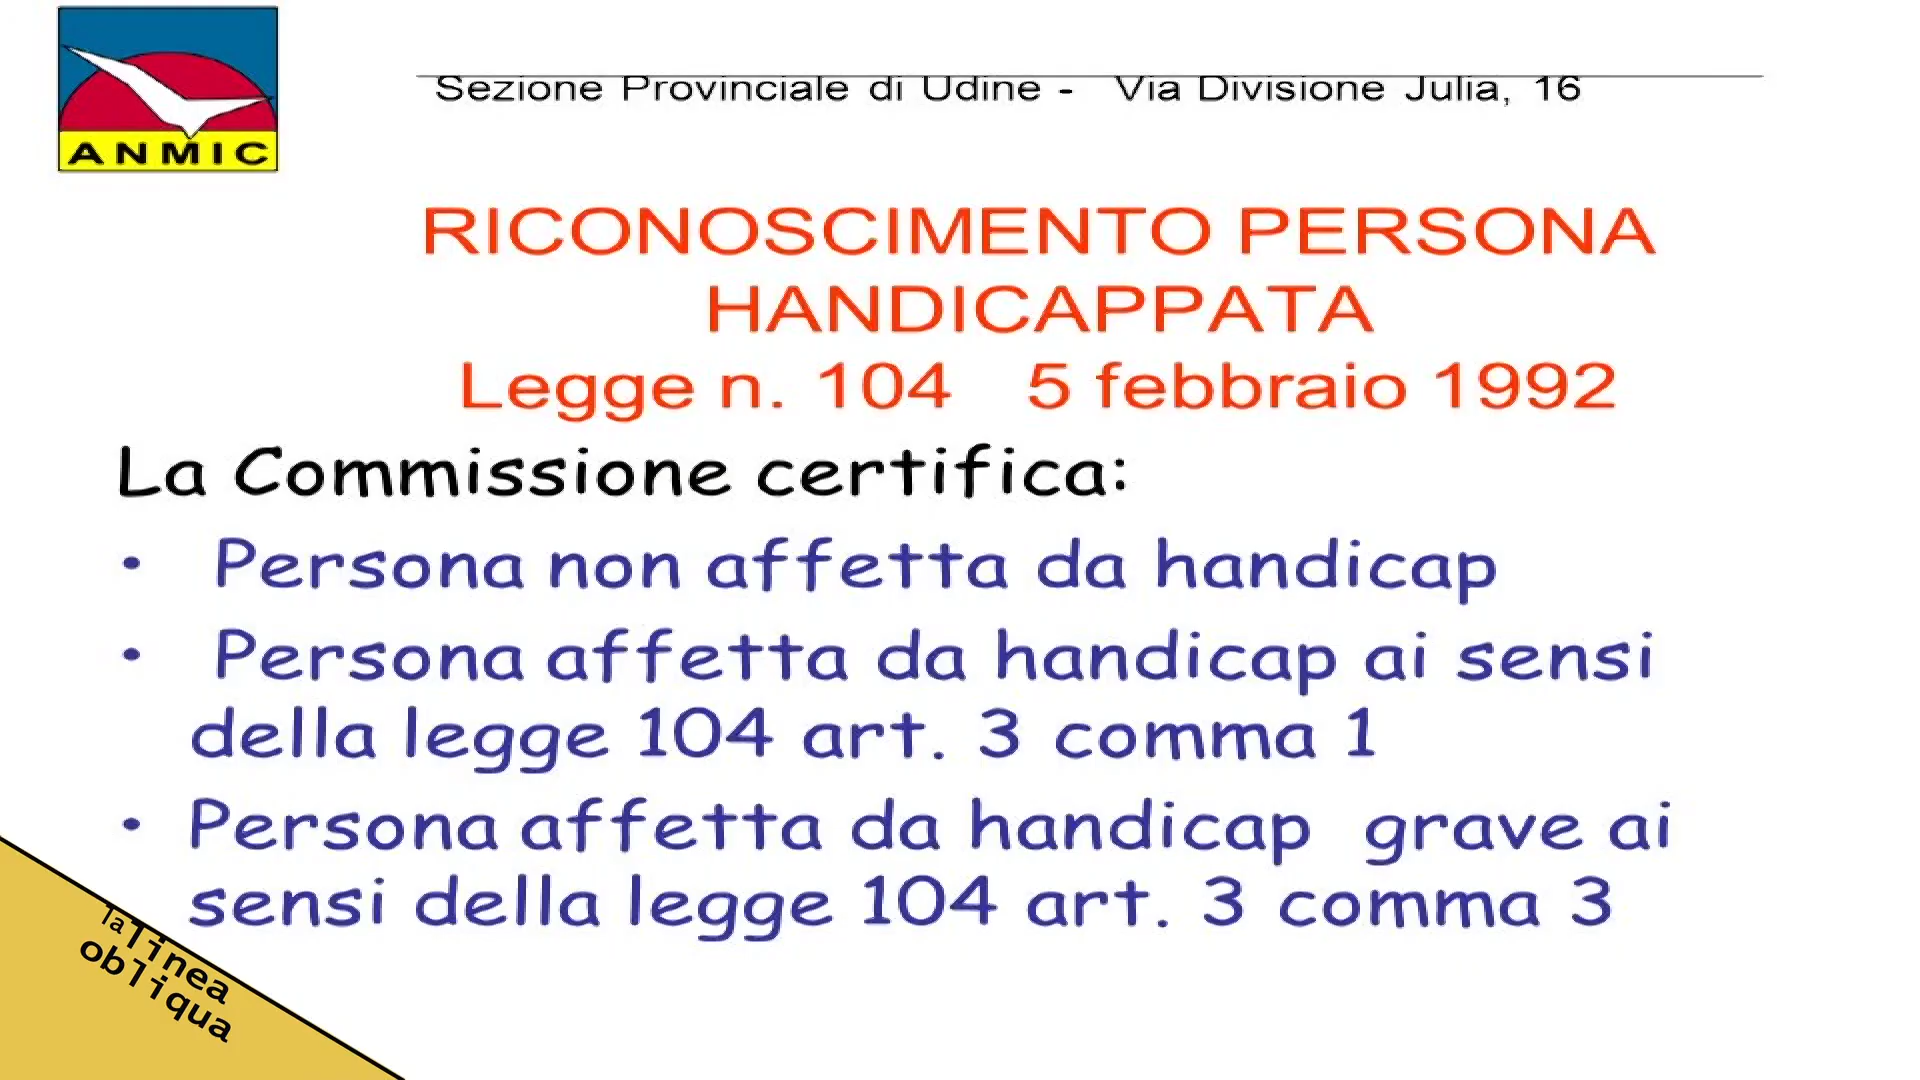 ANMIC
Sezione Provinciale di Udine - Via Divisione Julia, 16
RICONOSCIMENTO PERSONA
HANDICAPPATA
Legge n. 104 5 febbraio 1992
La Commissione certifica:
• Persona non affetta da handicap
• Persona affetta da handicap ai sensi
della legge 104 art. 3 comma 1
• Persona affetta da handicap grave ai
sensi della legge 104 art. 3 comma 3
la linea
obliqua